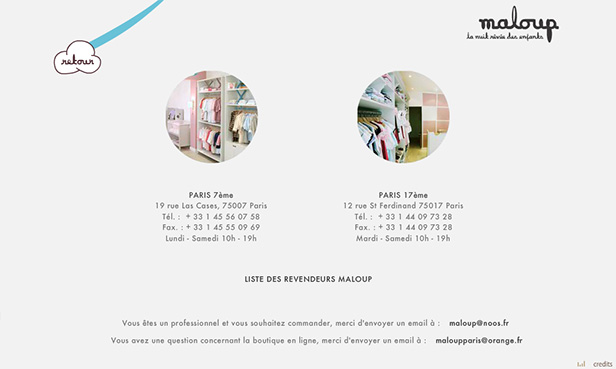 maloup
la nuit rêvée des enfants
retour
PARIS 7ème
19 rue Las Cases, 75007 Paris
Tél. : + 33 1 45 56 07 58
Fax. : + 33 1 45 55 09 69
Lundi - Samedi 10h - 19h
PARIS 17ème
12 rue St Ferdinand 75017 Paris
Tél. : + 33 1 44 09 73 28
Fax. : + 33 1 44 09 73 28
Mardi - Samedi 10h - 19h
LISTE DES REVENDEURS MALOUP
Vous êtes un professionnel et vous souhaitez commander, merci d'envoyer un email à : maloup@noos.fr
Vous avez une question concernant la boutique en ligne, merci d'envoyer un email à : malouppparis@orange.fr
credits